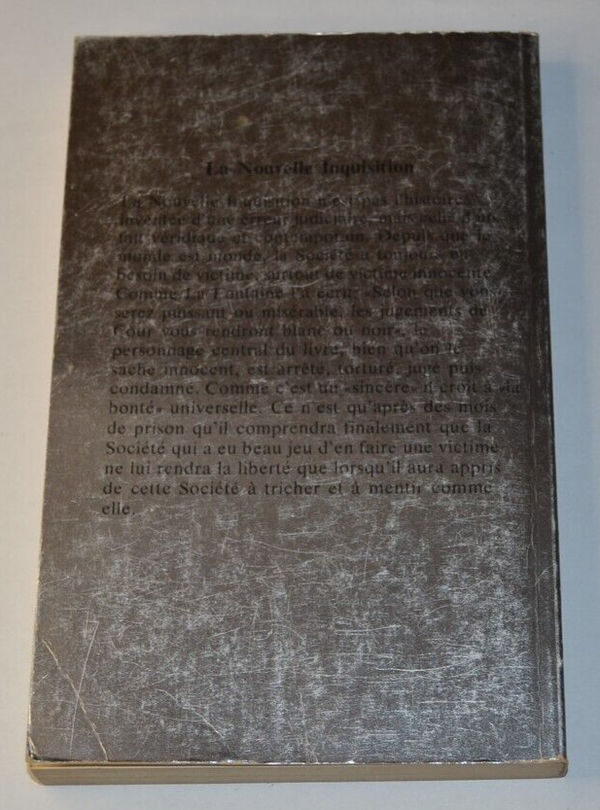 La Nouvelle Inquisition
La Nouvelle Inquisition n'est pas l'histoire
inventée d'une erreur judiciaire, mais celle d'un
fait véridique et contemporain. Depuis que le
monde est monde, la Société a toujours eu
besoin de victime, surtout de victime innocente.
Comme La Fontaine l'a écrit: «Selon que vous
serez puissant ou misérable, les jugements de
Cour vous rendront blanc ou noir», le
personnage central du livre, bien qu'on le
sache innocent, est arrêté, torturé, jugé puis
condamné. Comme c'est un «sincère» il croit à «la
bonté» universelle. Ce n'est qu'après des mois
de prison qu'il comprendra finalement que la
Société qui a eu beau jeu d'en faire une victime
ne lui rendra la liberté que lorsqu'il aura appris
de cette Société à tricher et à mentir comme
elle.